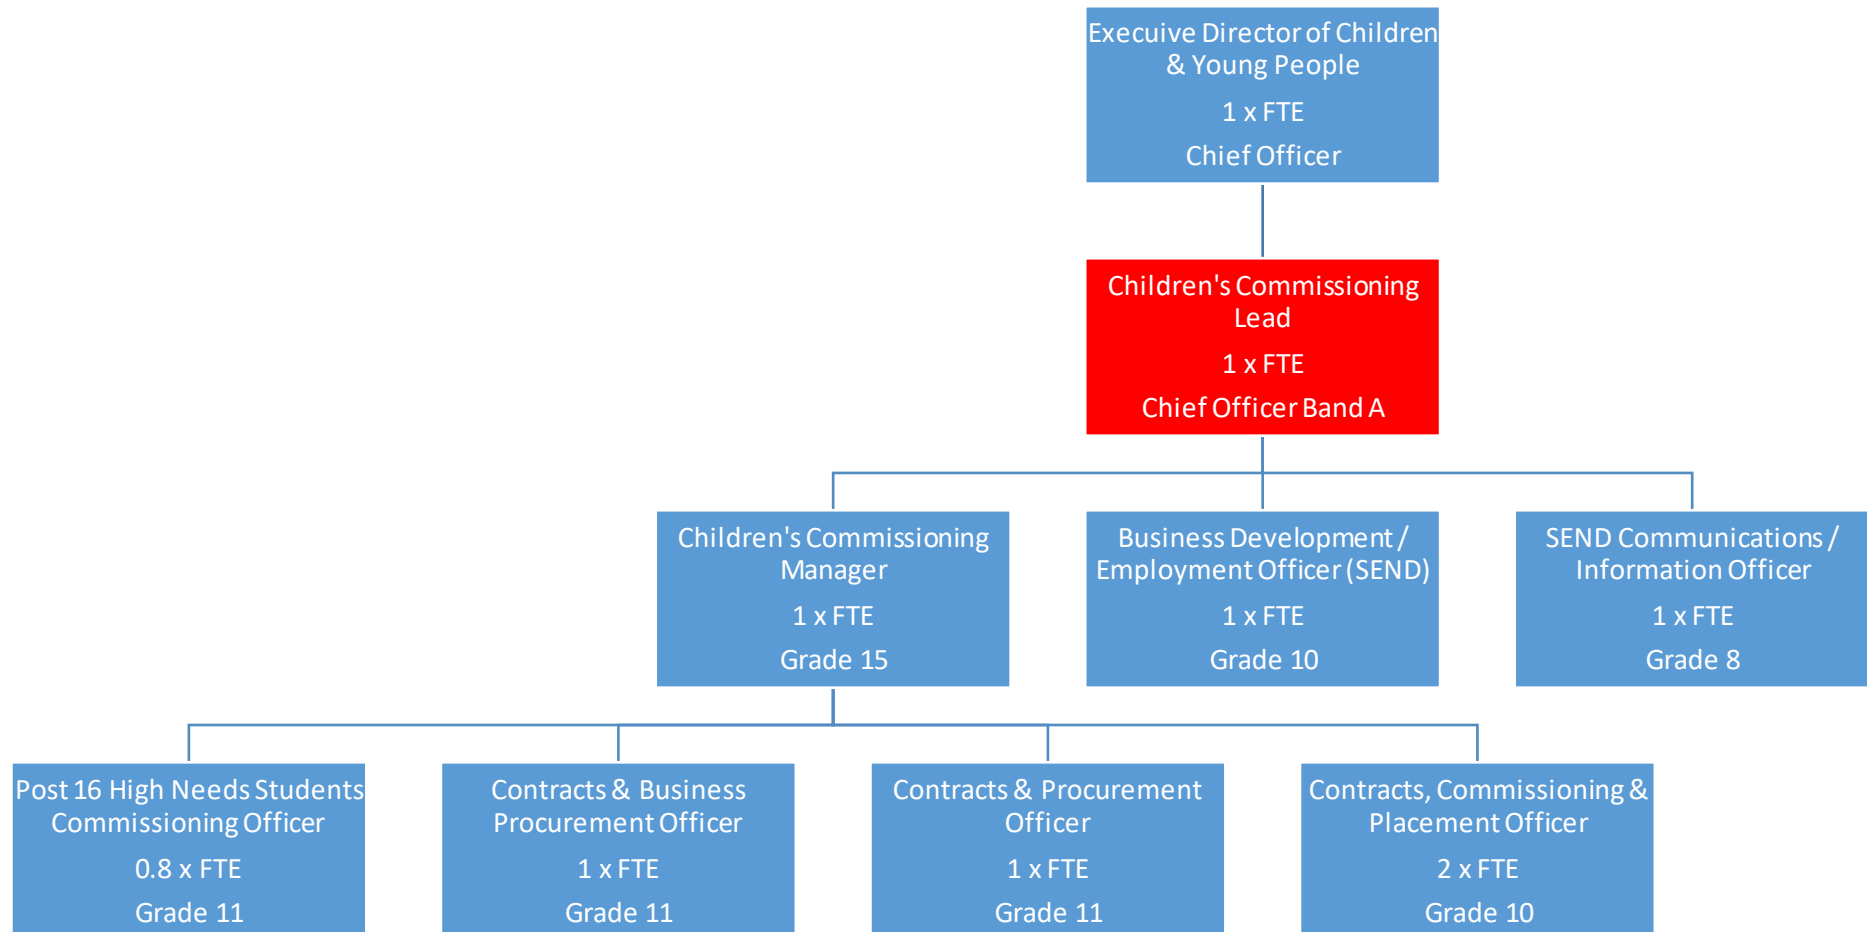 Execuive Director of Children
& Young People
1 x FTE
Chief Officer
Children's Commissioning
Lead
1 x FTE
Chief Officer Band A
Children's Commissioning
Manager
1 x FTE
Grade 15
Business Development /
Employment Officer (SEND)
1 x FTE
Grade 10
SEND Communications /
Information Officer
1 x FTE
Grade 8
Post 16 High Needs Students
Commissioning Officer
0.8 x FTE
Grade 11
Contracts & Business
Procurement Officer
1 x FTE
Grade 11
Contracts & Procurement
Officer
1 x FTE
Grade 11
Contracts, Commissioning &
Placement Officer
2 x FTE
Grade 10